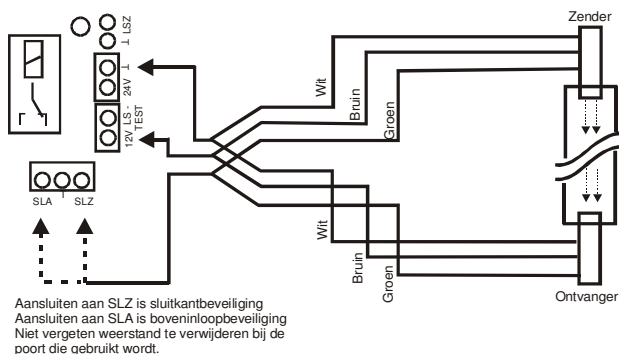 Zender
⊥ LSZ
24V ⊥
12V LS - TEST
SLA ⊥ SLZ
Wit
Bruin
Groen
Wit
Bruin
Groen
Ontvanger
Aansluiten aan SLZ is sluitkantbeveiliging
Aansluiten aan SLA is boveninloopbeveiliging
Niet vergeten weerstand te verwijderen bij de
poort die gebruikt wordt.